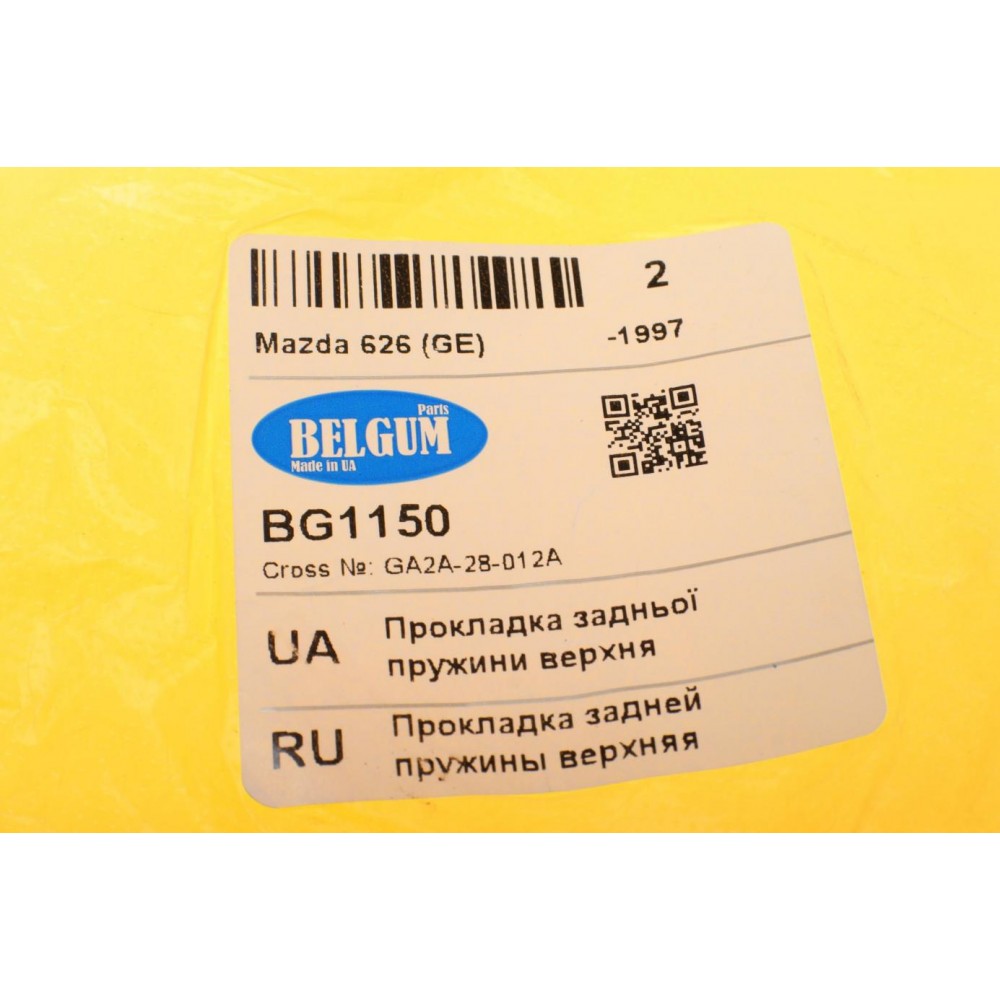 2
Mazda 626 (GE) -1997
Parts
BELGUM
Made in UA
BG1150
Cross №: GA2A-28-012A
UA
Прокладка задньої
пружини верхня
RU
Прокладка задней
пружины верхняя